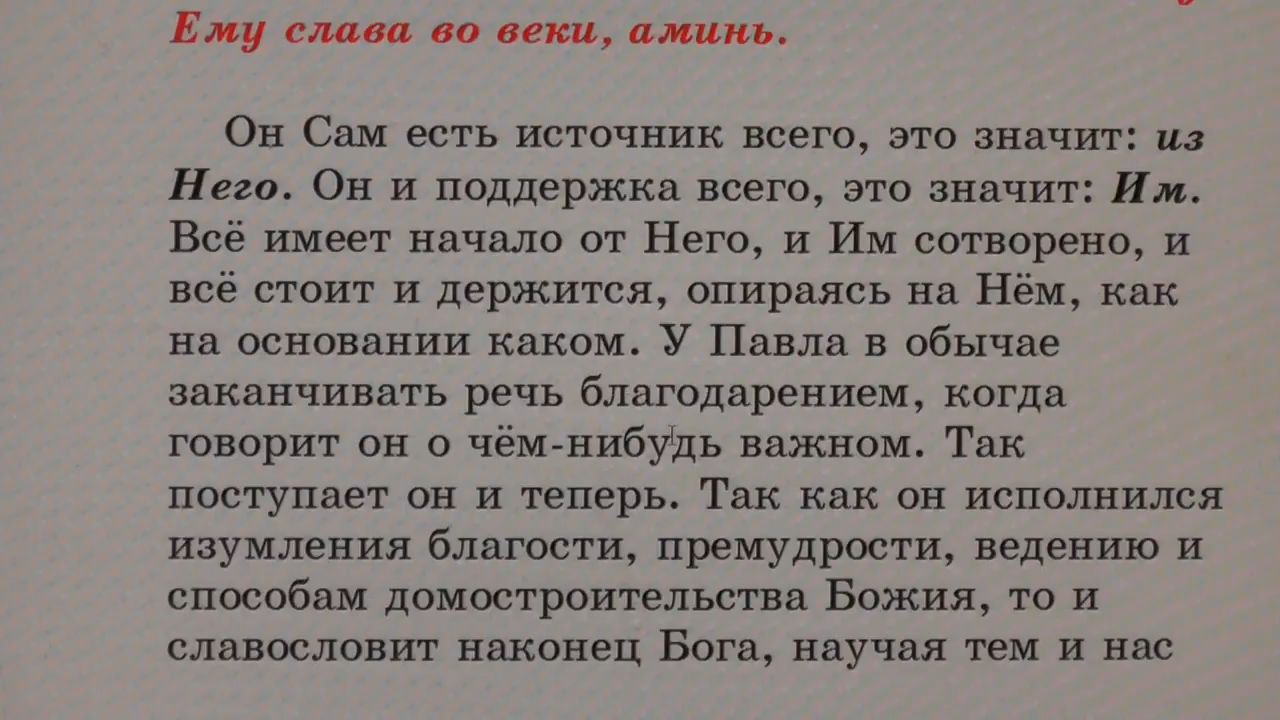 Ему слава во веки, аминь.
Он Сам есть источник всего, это значит: из
Него. Он и поддержка всего, это значит: Им.
Всё имеет начало от Него, и Им сотворено, и
всё стоит и держится, опираясь на Нём, как
на основании каком. У Павла в обычае
заканчивать речь благодарением, когда
говорит он о чём-нибудь важном. Так
поступает он и теперь. Так как он исполнился
изумления благости, премудрости, ведению и
способам домостроительства Божия, то и
славословит наконец Бога, научая тем и нас